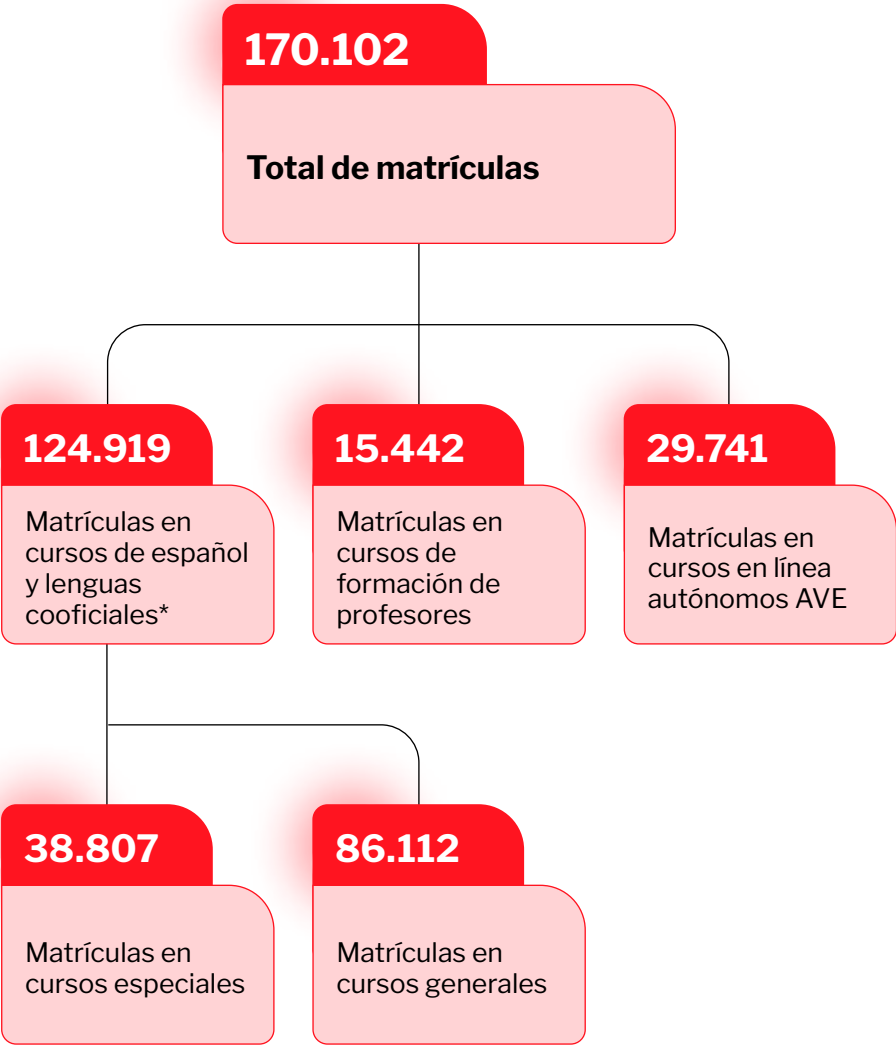 170.102
Total de matrículas
124.919
Matrículas en
cursos de español
y lenguas
cooficiales*
15.442
Matrículas en
cursos de
formación de
profesores
29.741
Matrículas en
cursos en línea
autónomos AVE
38.807
Matrículas en
cursos especiales
86.112
Matrículas en
cursos generales